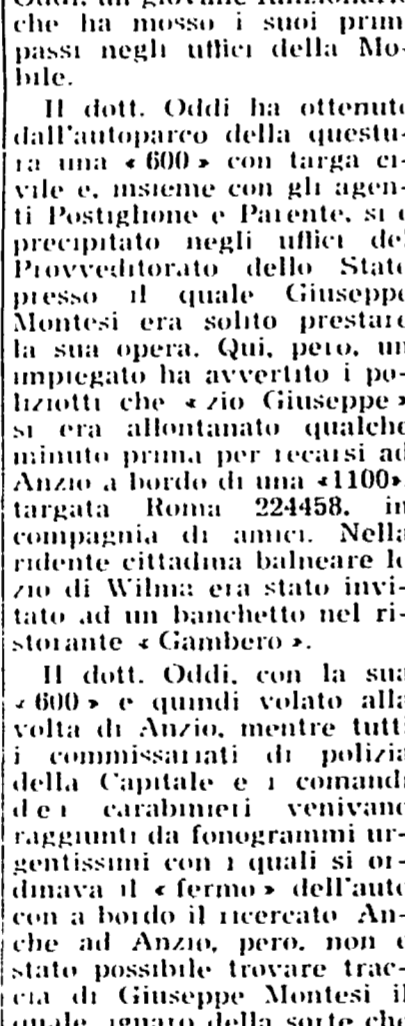 Oddi, un giovane funzionario
che ha mosso i suoi primi
passi negli uffici della Mo-
bile.
Il dott. Oddi ha ottenuto
dall'autoparco della questu-
ra una « 600 » con targa ci-
vile e, insieme con gli agen-
ti Postiglione e Parente, si è
precipitato negli uffici del
Provveditorato dello Stato
presso il quale Giuseppe
Montesi era solito prestare
la sua opera. Qui, però, un
impiegato ha avvertito i po-
liziotti che « zio Giuseppe »
si era allontanato qualche
minuto prima per recarsi ad
Anzio a bordo di una «1100»,
targata Roma 224458, in
compagnia di amici. Nella
ridente cittadina balneare lo
zio di Wilma era stato invi-
tato ad un banchetto nel ri-
storante « Gambero ».
Il dott. Oddi, con la sua
« 600 » è quindi volato alla
volta di Anzio, mentre tutti
i commissariati di polizia
della Capitale e i comandi
dei carabinieri venivano
raggiunti da fonogrammi ur-
gentissimi con i quali si or-
dinava il « fermo » dell'auto
con a bordo il ricercato An-
che ad Anzio, però, non è
stato possibile trovare trac-
cia di Giuseppe Montesi il
quale, ignaro della sorte che